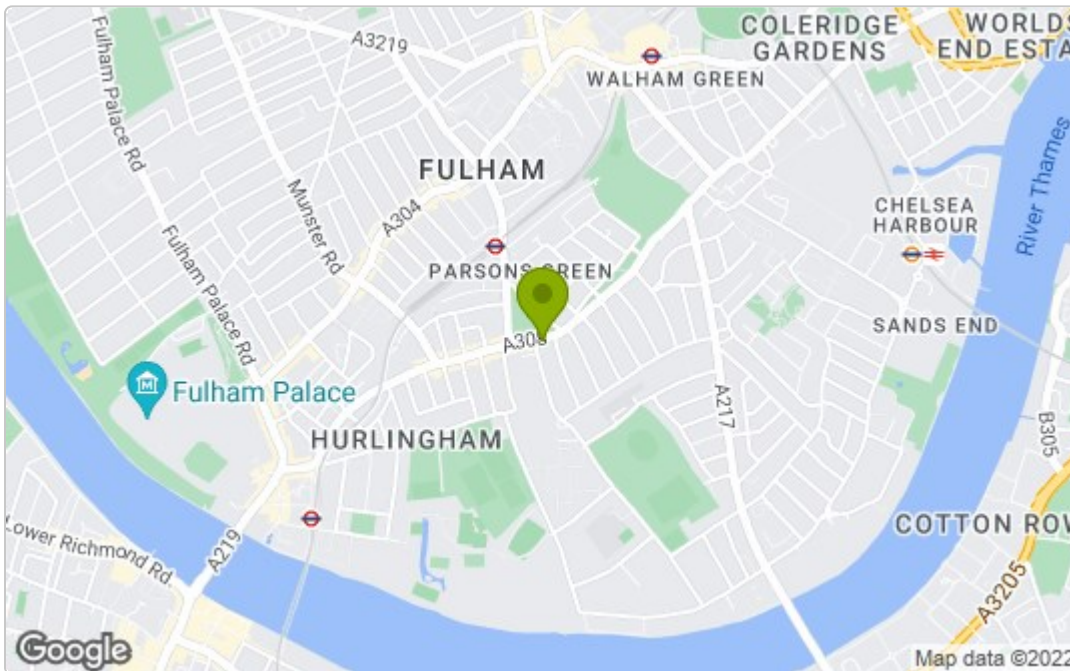 COLERIDGE
GARDENS
WORLDS
END ESTA
A3219
WALHAM GREEN
Fulham Palace Rd
River Thames
FULHAM
Munster Rd
A304
CHELSEA
HARBOUR
Fulham Palace Rd
PARSONS GREEN
SANDS END
A308
Fulham Palace
A217
B305
HURLINGHAM
COTTON ROW
Lower Richmond Rd
A219
A3205
Google
Map data ©2022